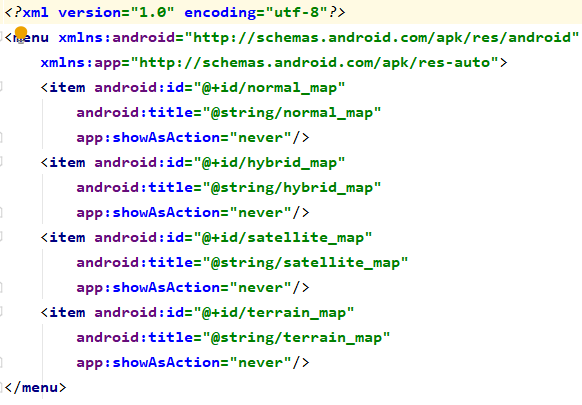 <?xml version="1.0" encoding="utf-8"?>
<menu xmlns:android="http://schemas.android.com/apk/res/android"
    xmlns:app="http://schemas.android.com/apk/res-auto">
    <item android:id="@+id/normal_map"
        android:title="@string/normal_map"
        app:showAsAction="never"/>
    <item android:id="@+id/hybrid_map"
        android:title="@string/hybrid_map"
        app:showAsAction="never"/>
    <item android:id="@+id/satellite_map"
        android:title="@string/satellite_map"
        app:showAsAction="never"/>
    <item android:id="@+id/terrain_map"
        android:title="@string/terrain_map"
        app:showAsAction="never"/>
</menu>